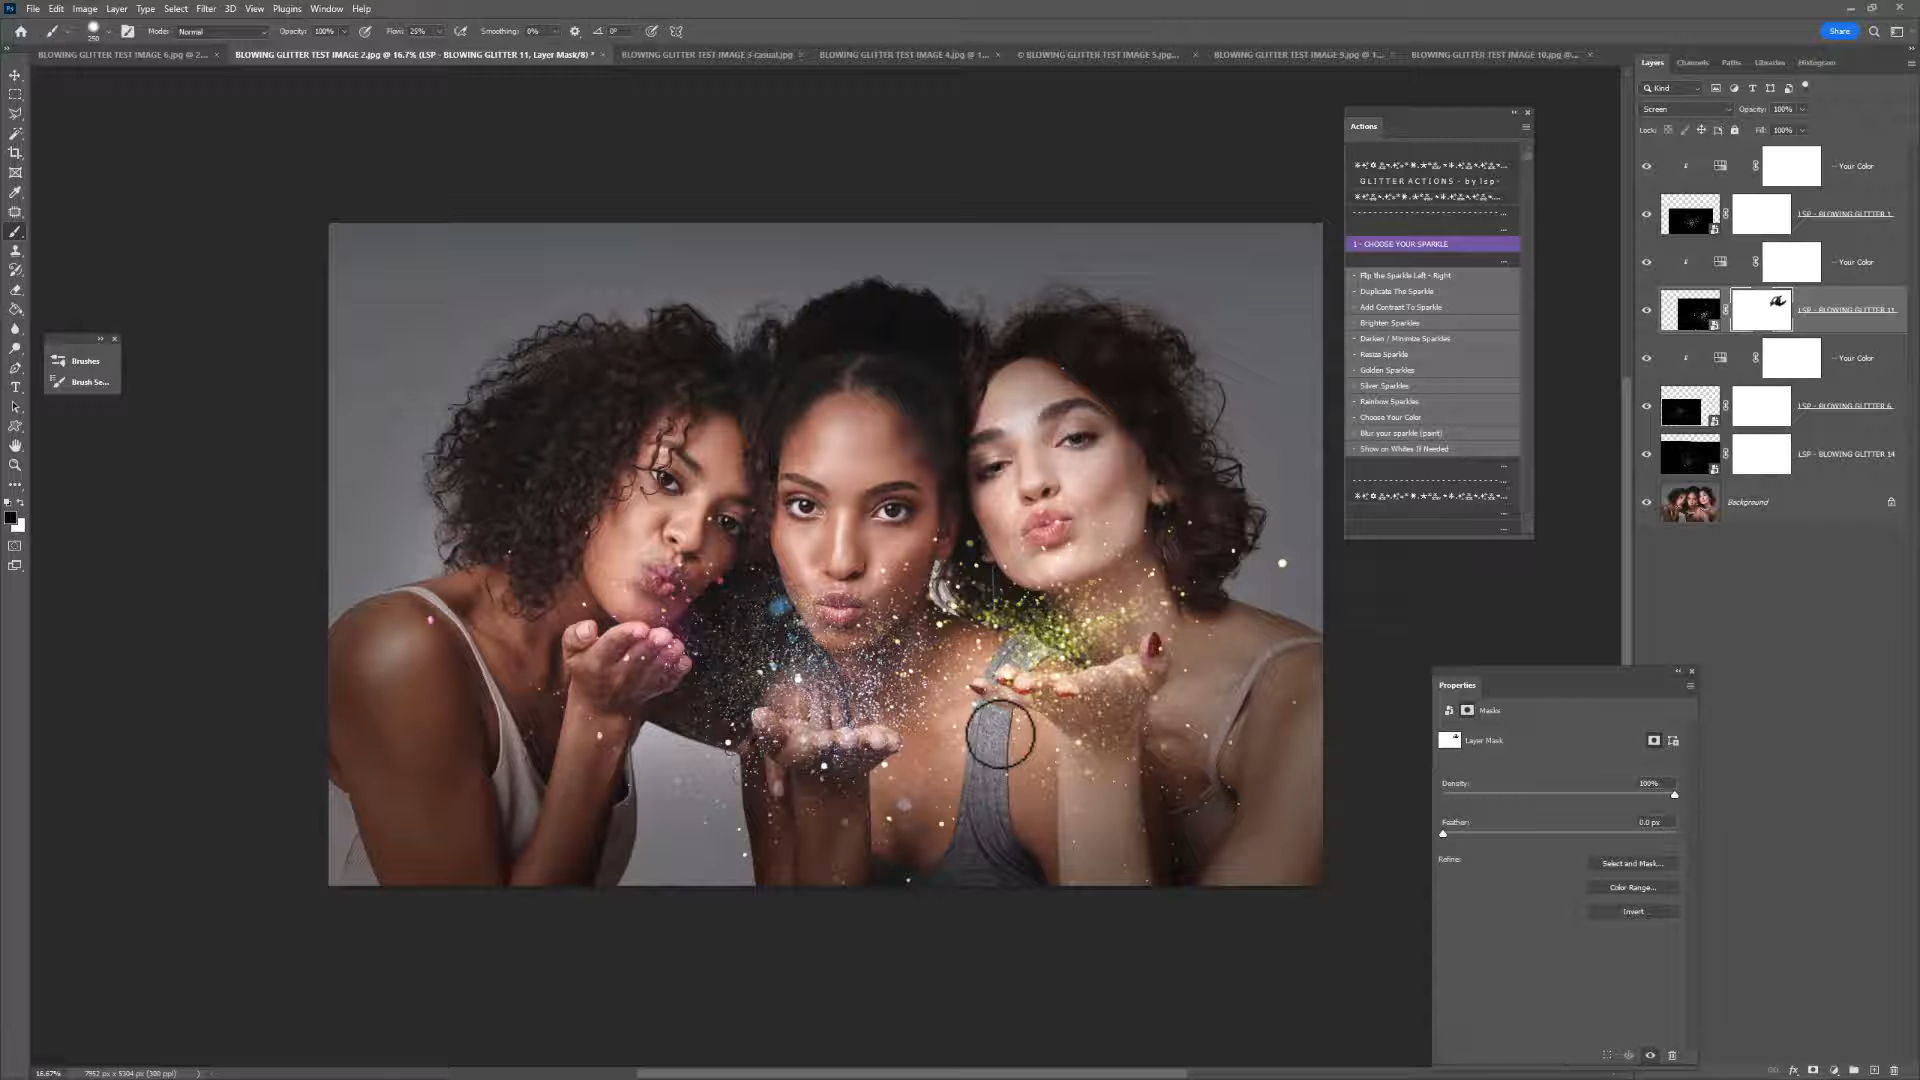 File Edit Image Layer Type Select Filter 3D View Plugins Window Help
250 Mode: Normal Opacity: 100% Flow: 25% Smoothing: 0% 0° Share
BLOWING GLITTER TEST IMAGE 6.jpg @ 2... BLOWING GLITTER TEST IMAGE 2.jpg @ 16.7% (LSP - BLOWING GLITTER 11, Layer Mask/8) * BLOWING GLITTER TEST IMAGE 3-casual.jpg BLOWING GLITTER TEST IMAGE 4.jpg @ 1... © BLOWING GLITTER TEST IMAGE 5.jpg... BLOWING GLITTER TEST IMAGE 9.jpg @ 1... BLOWING GLITTER TEST IMAGE 10.jpg @...
Brushes
Brush Se...
Actions
GLITTER ACTIONS - by lsp-
1 - CHOOSE YOUR SPARKLE
- Flip the Sparkle Left - Right
- Duplicate The Sparkle
- Add Contrast To Sparkle
- Brighten Sparkles
- Darken / Minimize Sparkles
- Resize Sparkle
- Golden Sparkles
- Silver Sparkles
- Rainbow Sparkles
- Choose Your Color
- Blur your sparkle (paint)
- Show on Whites If Needed
Layers Channels Paths Libraries Histogram
Kind
Screen Opacity: 100%
Lock: Fill: 100%
-- Your Color
LSP - BLOWING GLITTER 1
-- Your Color
LSP - BLOWING GLITTER 11
-- Your Color
LSP - BLOWING GLITTER 6
LSP - BLOWING GLITTER 14
Background
Properties
Masks
Layer Mask
Density: 100%
Feather: 0.0 px
Refine: Select and Mask...
Color Range...
Invert
16.67% 7952 px x 5304 px (300 ppi)